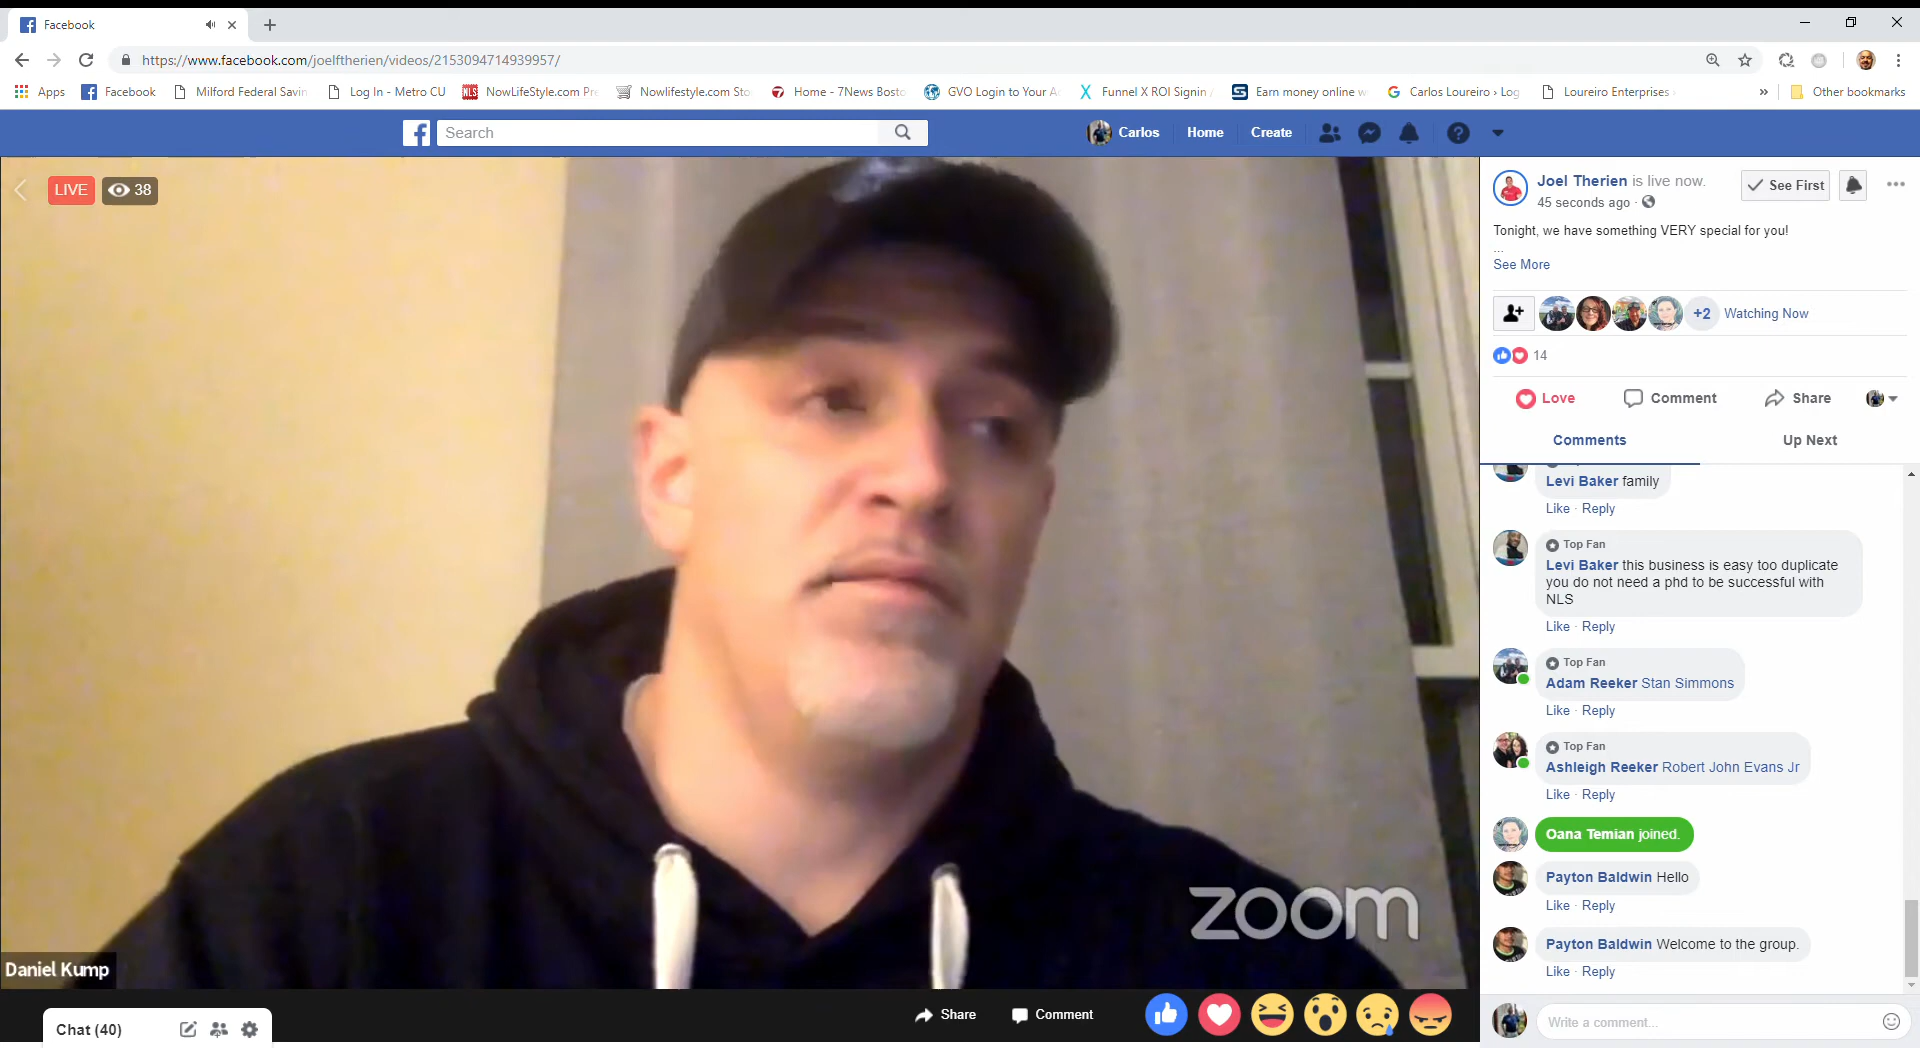 Facebook
https://www.facebook.com/joelftherien/videos/2153094714939957/
Apps
Facebook
Milford Federal Savin
Log In - Metro CU
NLS
NowLifeStyle.com Pre
Nowlifestyle.com Sto
Home - 7News Bosto
GVO Login to Your A
Funnel X ROI Signin /
Earn money online w
Carlos Loureiro › Log
Loureiro Enterprises
»
Other bookmarks
Search
Carlos
Home
Create
LIVE
38
Joel Therien is live now.
45 seconds ago ·
See First
Tonight, we have something VERY special for you!
...
See More
+2 Watching Now
14
Love
Comment
Share
Comments
Up Next
Levi Baker family
Like · Reply
Top Fan
Levi Baker this business is easy too duplicate
you do not need a phd to be successful with
NLS
Like · Reply
Top Fan
Adam Reeker Stan Simmons
Like · Reply
Top Fan
Ashleigh Reeker Robert John Evans Jr
Like · Reply
Oana Temian joined.
Payton Baldwin Hello
Like · Reply
Payton Baldwin Welcome to the group.
Like · Reply
Write a comment...
zoom
Daniel Kump
Chat (40)
Share
Comment